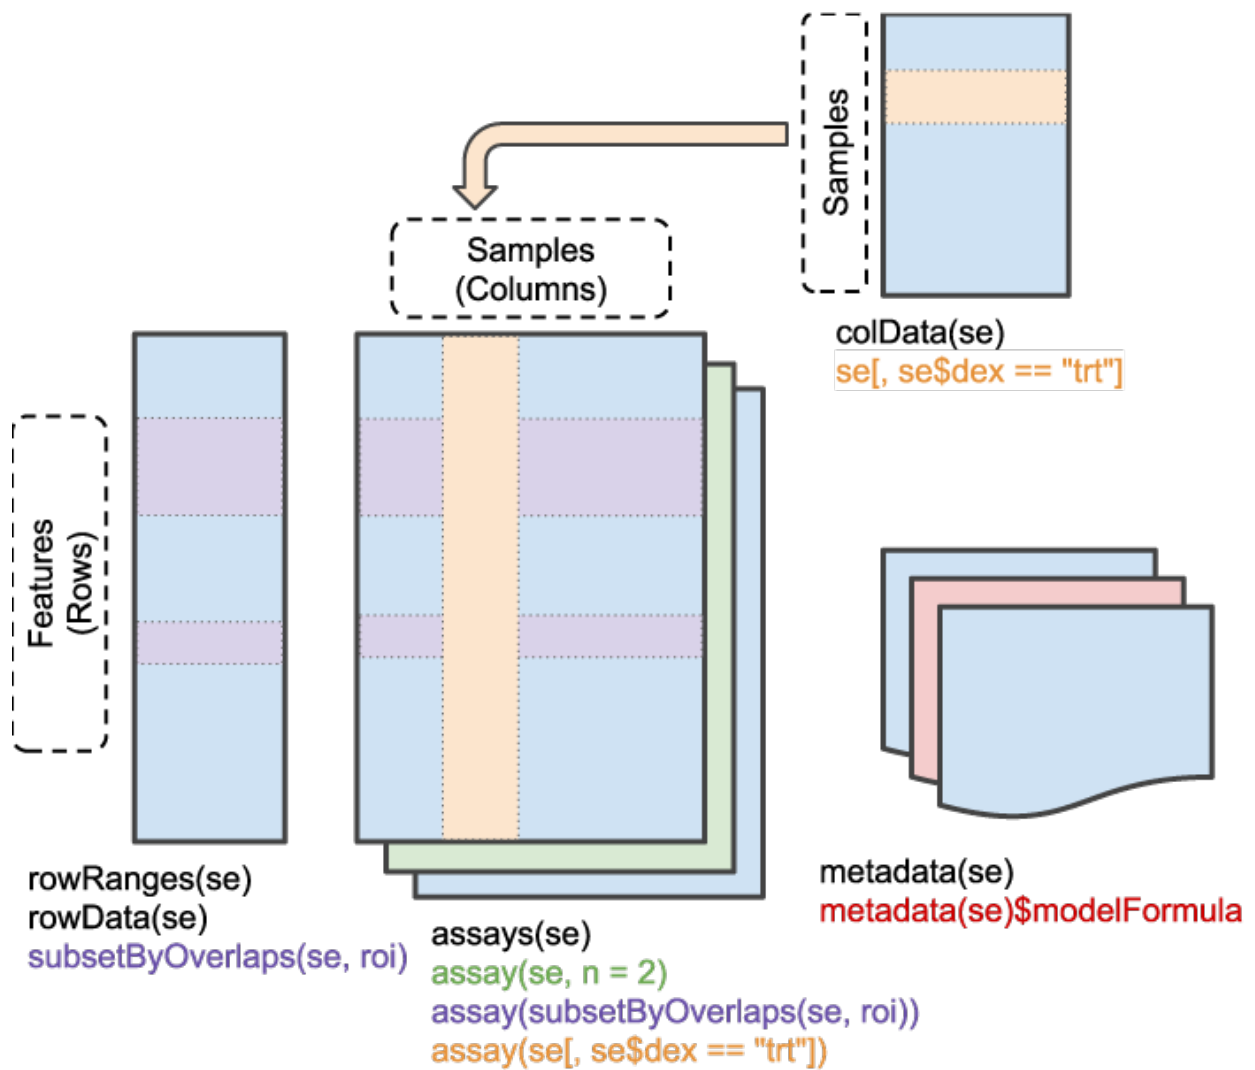 Samples
colData(se)
se[, se$dex == "trt"]
Samples
(Columns)
Features
(Rows)
rowRanges(se)
rowData(se)
subsetByOverlaps(se, roi)
assays(se)
assay(se, n = 2)
assay(subsetByOverlaps(se, roi))
assay(se[, se$dex == "trt"])
metadata(se)
metadata(se)$modelFormula